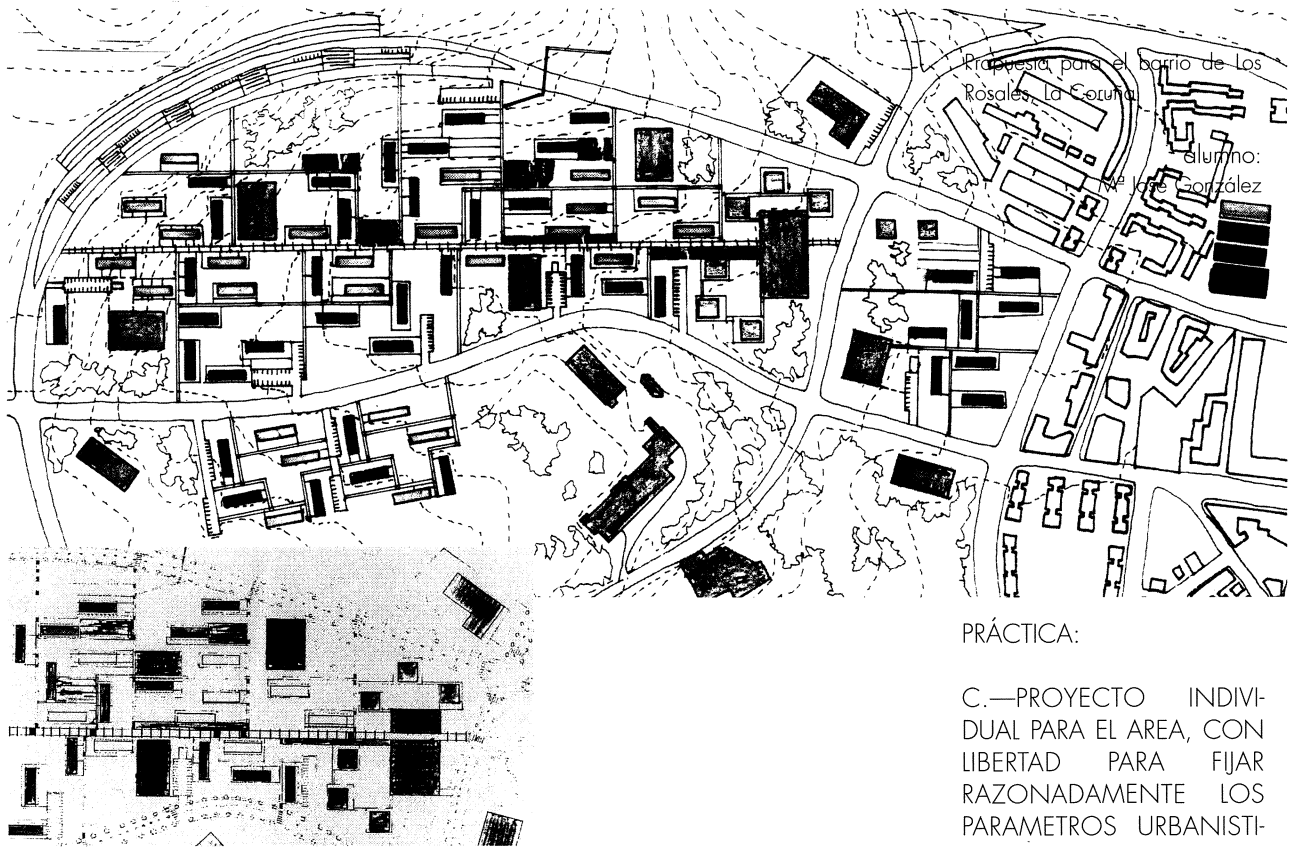 Propuesta para el barrio de Los
Rosales, La Coruña
alumno:
Mª José González
PRÁCTICA:
C.—PROYECTO INDIVI-
DUAL PARA EL AREA, CON
LIBERTAD PARA FIJAR
RAZONADAMENTE LOS
PARAMETROS URBANISTI-